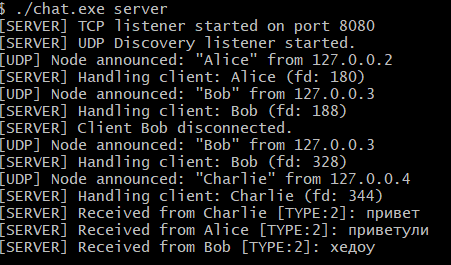 $ ./chat.exe server
[SERVER] TCP listener started on port 8080
[SERVER] UDP Discovery listener started.
[UDP] Node announced: "Alice" from 127.0.0.2
[SERVER] Handling client: Alice (fd: 180)
[UDP] Node announced: "Bob" from 127.0.0.3
[SERVER] Handling client: Bob (fd: 188)
[SERVER] Client Bob disconnected.
[UDP] Node announced: "Bob" from 127.0.0.3
[SERVER] Handling client: Bob (fd: 328)
[UDP] Node announced: "Charlie" from 127.0.0.4
[SERVER] Handling client: Charlie (fd: 344)
[SERVER] Received from Charlie [TYPE:2]: привет
[SERVER] Received from Alice [TYPE:2]: приветули
[SERVER] Received from Bob [TYPE:2]: хедоу